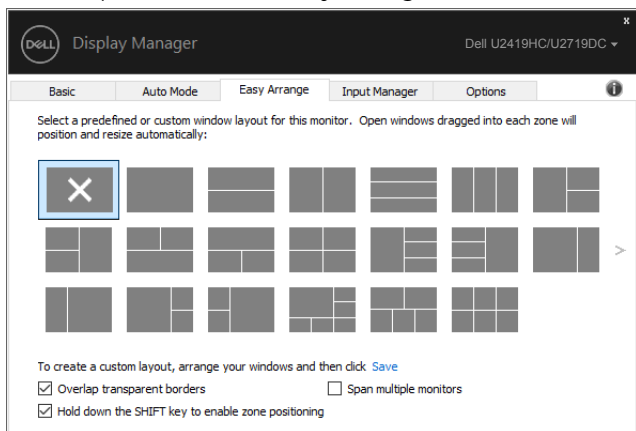 x
DELL Display Manager Dell U2419HC/U2719DC
Basic Auto Mode Easy Arrange Input Manager Options i
Select a predefined or custom window layout for this monitor. Open windows dragged into each zone will
position and resize automatically:
>
To create a custom layout, arrange your windows and then click Save
Overlap transparent borders Span multiple monitors
Hold down the SHIFT key to enable zone positioning